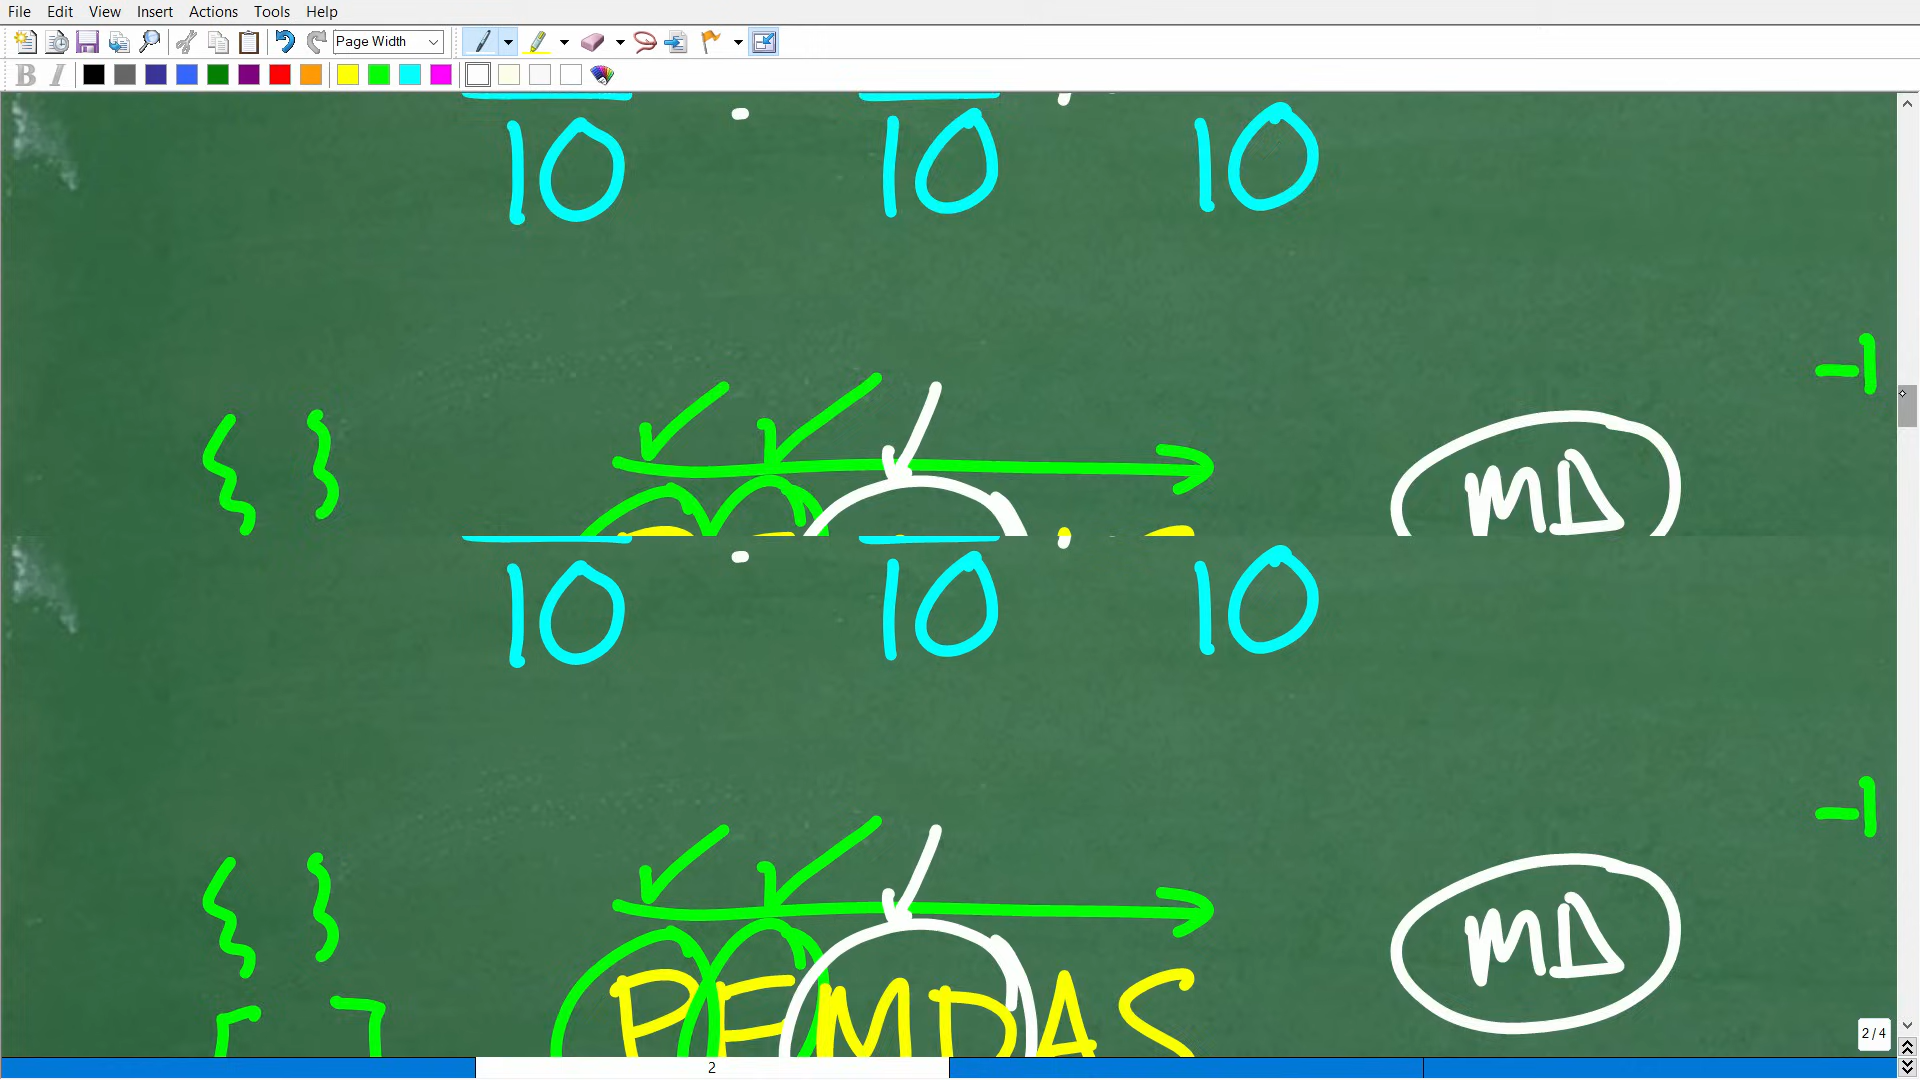 File Edit View Insert Actions Tools Help
Page Width
B I
10 10 10
-1
{ }
MD
10 10 10
-1
{ }
MD
[ ]
PEMDAS
2/4
2